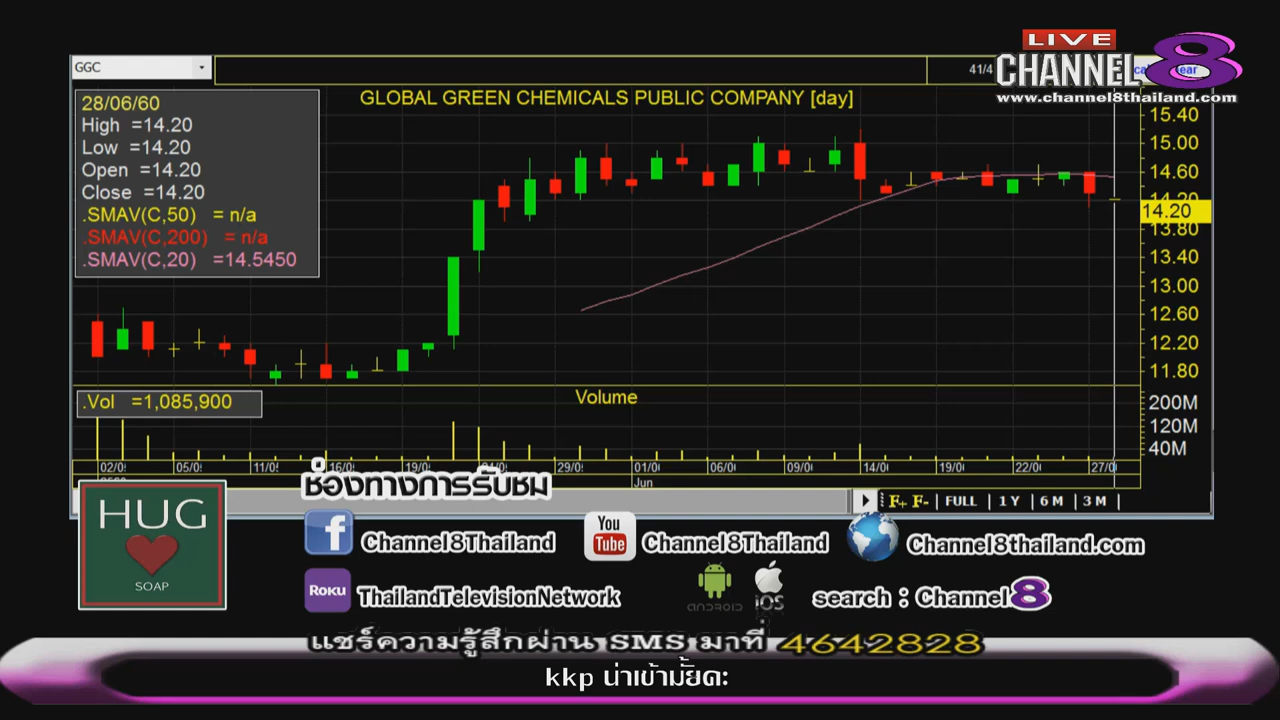 LIVE
GGC
41/4
CHANNEL 8
www.channel8thailand.com
28/06/60
High =14.20
Low =14.20
Open =14.20
Close =14.20
.SMAV(C,50) = n/a
.SMAV(C,200) = n/a
.SMAV(C,20) =14.5450
GLOBAL GREEN CHEMICALS PUBLIC COMPANY [day]
15.40
15.00
14.60
14.20
14.20
13.80
13.40
13.00
12.60
12.20
11.80
.Vol =1,085,900
Volume
200M
120M
40M
02/0 05/0 11/0 16/0 19/0 29/0 01/0 06/0 09/0 14/0 19/0 22/0 27/0
Jun
F+ F- | FULL | 1 Y | 6 M | 3 M |
ช่องทางการรับชม
HUG
SOAP
f Channel8Thailand You Tube Channel8Thailand Channel8thailand.com
ROKU ThailandTelevisionNetwork ANDROID iOS search : Channel 8
แชร์ความรู้สึกผ่าน SMS มาที่ 4642828
kkp น่าเข้ามั้ยคะ